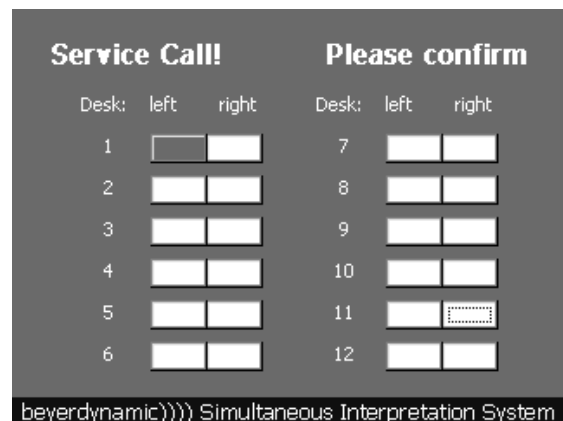 Service Call! Please confirm
Desk: left right Desk: left right
1 7
2 8
3 9
4 10
5 11
6 12
beyerdynamic)))) Simultaneous Interpretation System